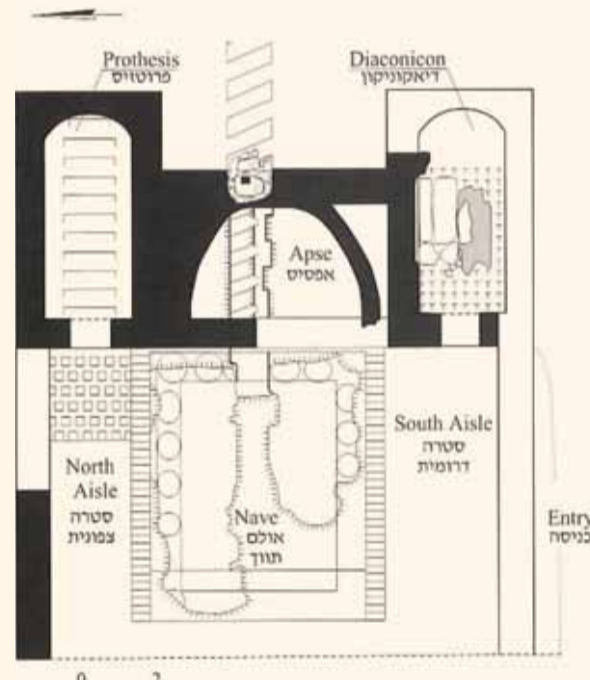 Prothesis
פרוטזיס
Diaconicon
דיאקוניקון
Apse
אפסיס
North
Aisle
סטרה
צפונית
Nave
אולם
תווך
South Aisle
סטרה
דרומית
Entry
כניסה
0 2